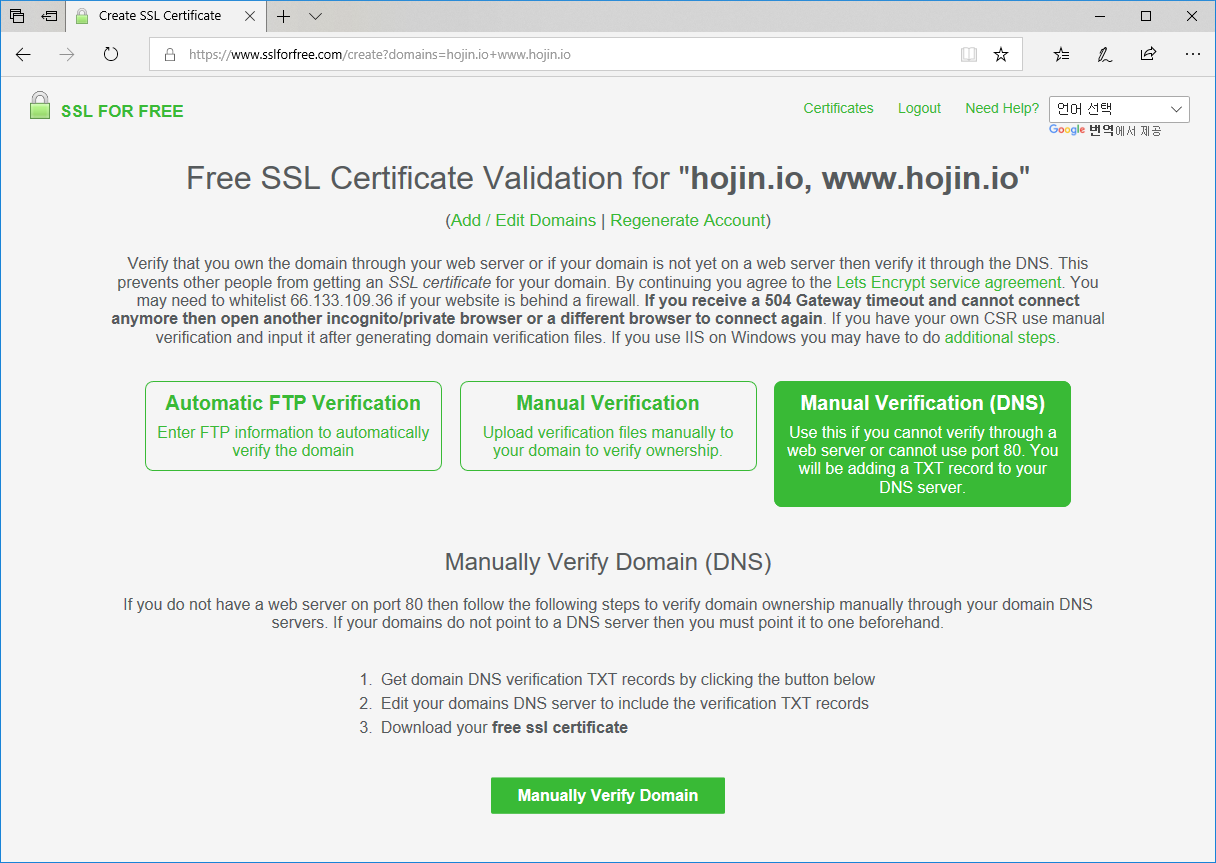 Create SSL Certificate
https://www.sslforfree.com/create?domains=hojin.io+www.hojin.io
SSL FOR FREE
Certificates Logout Need Help? 언어 선택
Google 번역에서 제공
Free SSL Certificate Validation for "hojin.io, www.hojin.io"
(Add / Edit Domains | Regenerate Account)
Verify that you own the domain through your web server or if your domain is not yet on a web server then verify it through the DNS. This
prevents other people from getting an SSL certificate for your domain. By continuing you agree to the Lets Encrypt service agreement. You
may need to whitelist 66.133.109.36 if your website is behind a firewall. If you receive a 504 Gateway timeout and cannot connect
anymore then open another incognito/private browser or a different browser to connect again. If you have your own CSR use manual
verification and input it after generating domain verification files. If you use IIS on Windows you may have to do additional steps.
Automatic FTP Verification
Enter FTP information to automatically
verify the domain
Manual Verification
Upload verification files manually to
your domain to verify ownership.
Manual Verification (DNS)
Use this if you cannot verify through a
web server or cannot use port 80. You
will be adding a TXT record to your
DNS server.
Manually Verify Domain (DNS)
If you do not have a web server on port 80 then follow the following steps to verify domain ownership manually through your domain DNS
servers. If your domains do not point to a DNS server then you must point it to one beforehand.
1. Get domain DNS verification TXT records by clicking the button below
2. Edit your domains DNS server to include the verification TXT records
3. Download your free ssl certificate
Manually Verify Domain